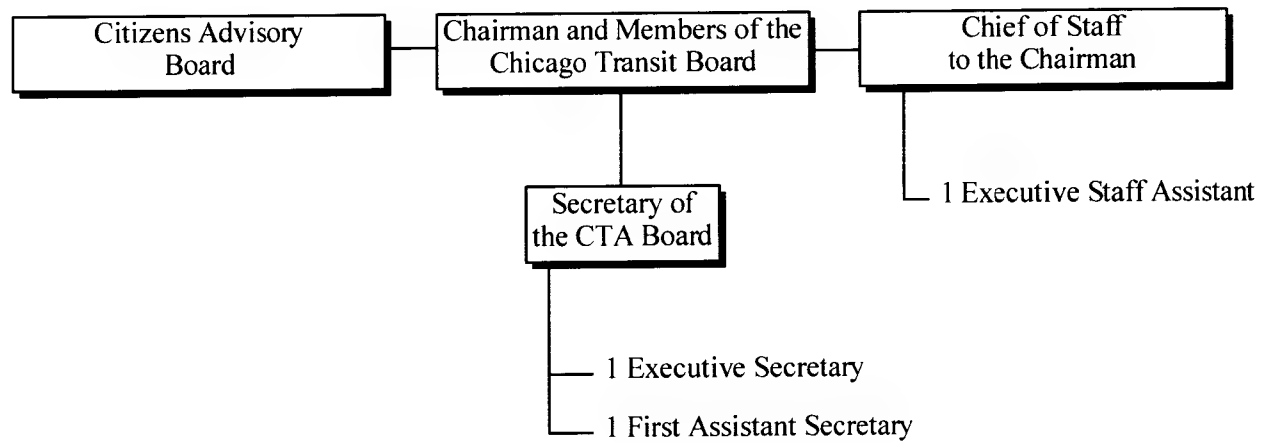 Citizens Advisory
Board
Chairman and Members of the
Chicago Transit Board
Chief of Staff
to the Chairman
1 Executive Staff Assistant
Secretary of
the CTA Board
1 Executive Secretary
1 First Assistant Secretary